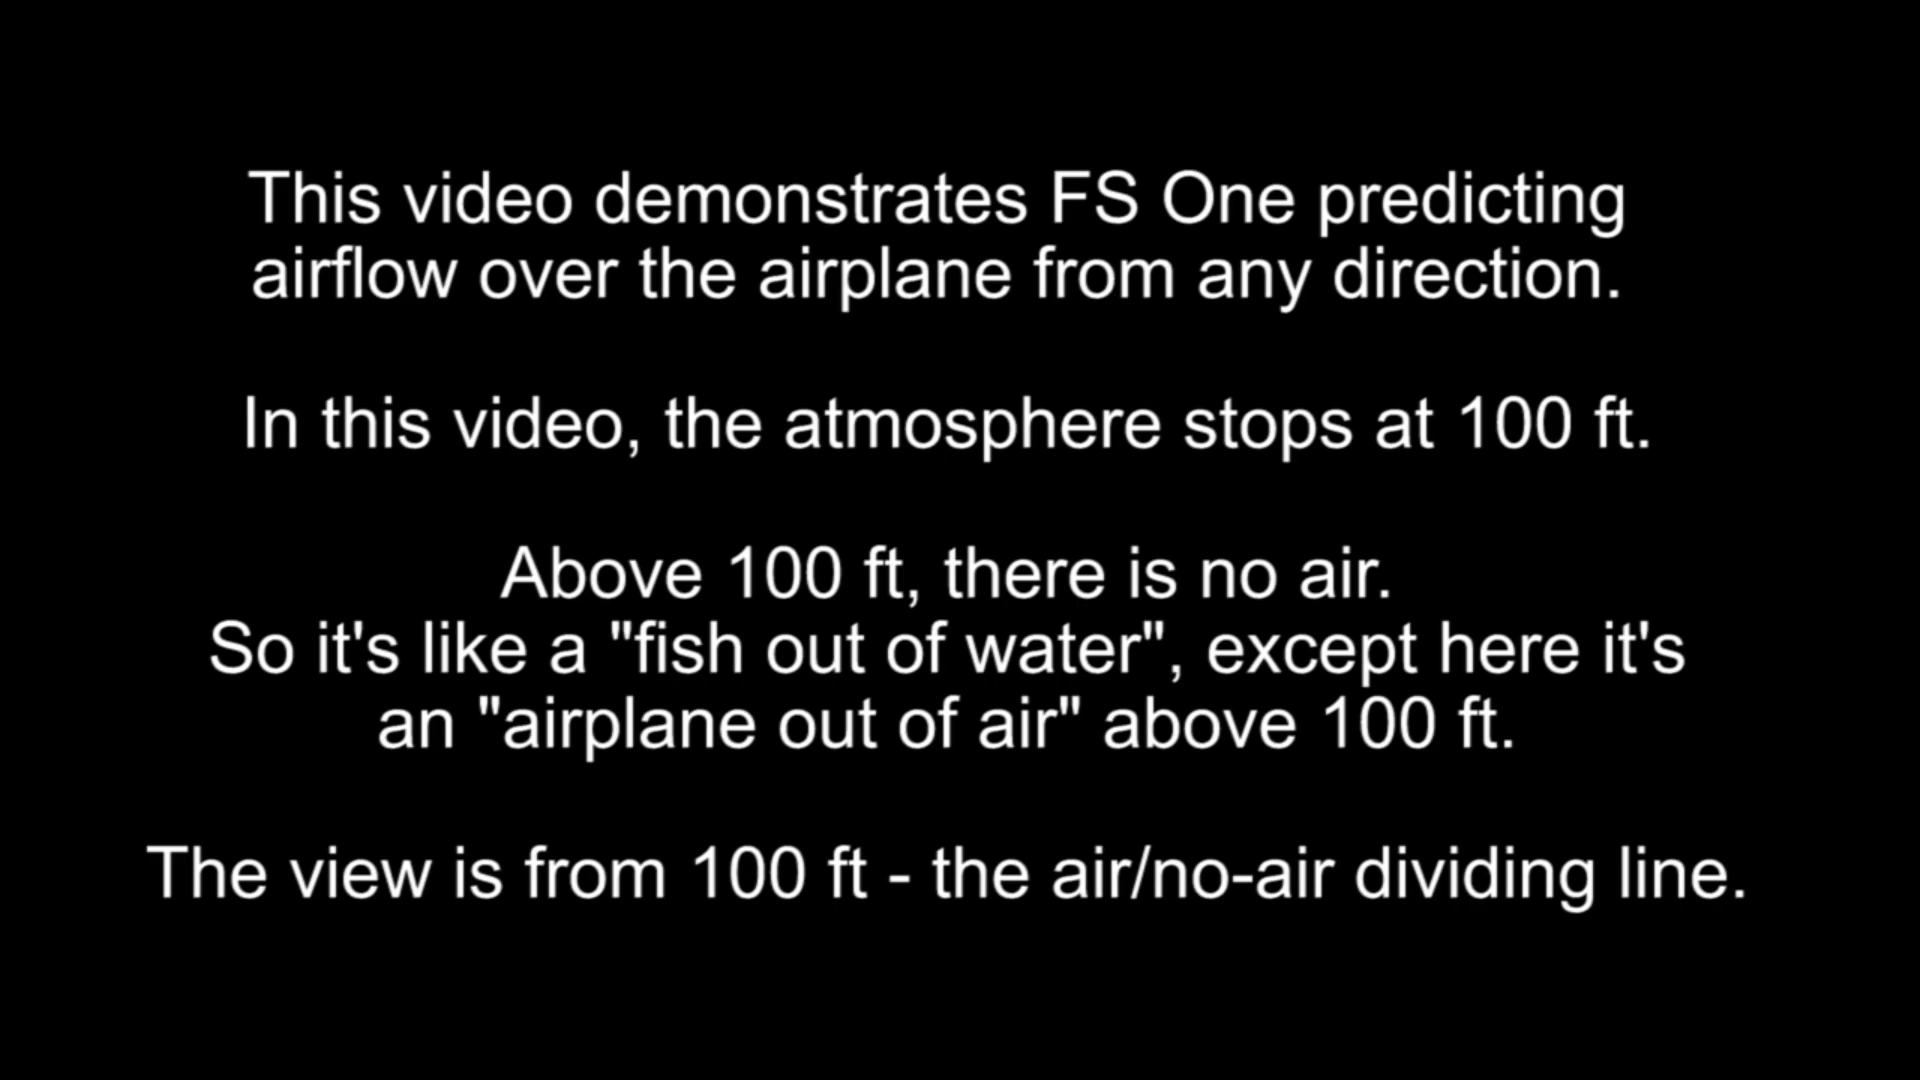 This video demonstrates FS One predicting
airflow over the airplane from any direction.
In this video, the atmosphere stops at 100 ft.
Above 100 ft, there is no air.
So it's like a "fish out of water", except here it's
an "airplane out of air" above 100 ft.
The view is from 100 ft - the air/no-air dividing line.